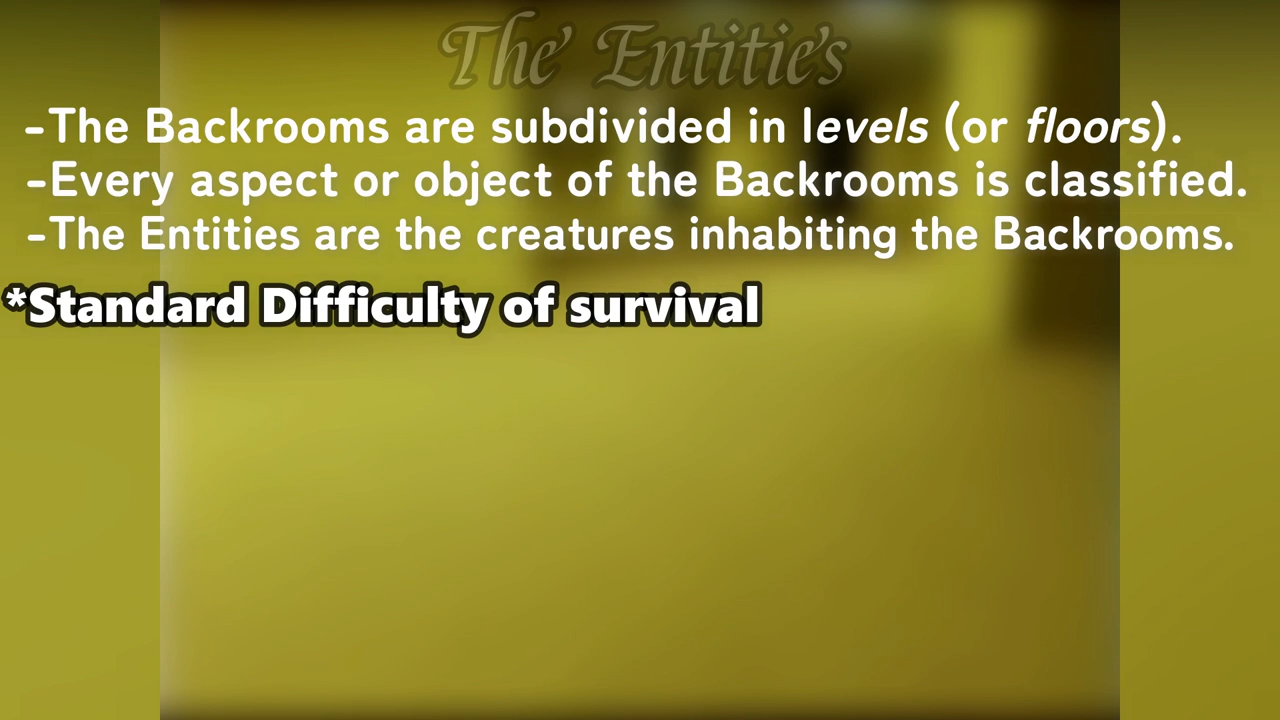 The Entitie's
-The Backrooms are subdivided in levels (or floors).
-Every aspect or object of the Backrooms is classified.
-The Entities are the creatures inhabiting the Backrooms.
*Standard Difficulty of survival